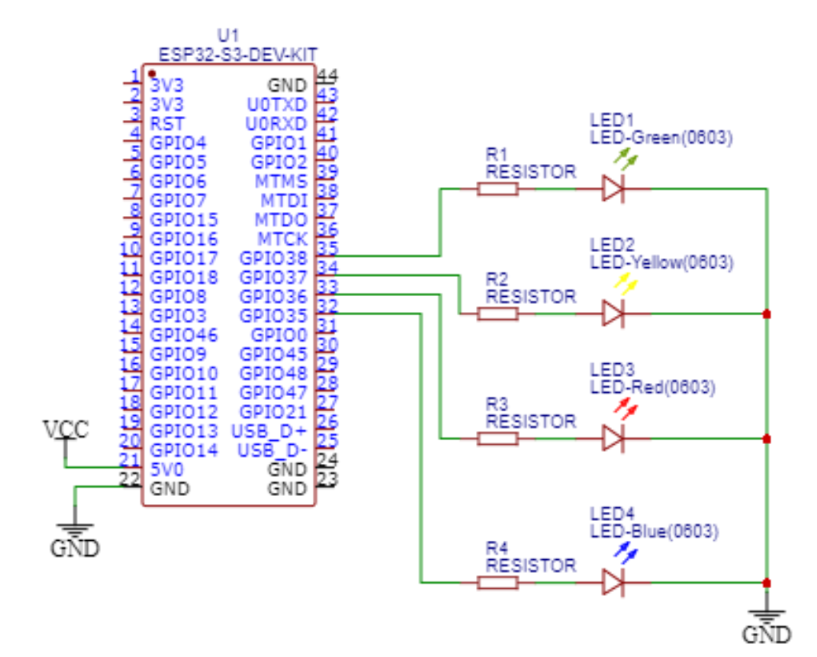 U1
ESP32-S3-DEV-KIT
1 3V3 GND 44
2 3V3 U0TXD 43
3 RST U0RXD 42
4 GPIO4 GPIO1 41
5 GPIO5 GPIO2 40
6 GPIO6 MTMS 39
7 GPIO7 MTDI 38
8 GPIO15 MTDO 37
9 GPIO16 MTCK 36
10 GPIO17 GPIO38 35
11 GPIO18 GPIO37 34
12 GPIO8 GPIO36 33
13 GPIO3 GPIO35 32
14 GPIO46 GPIO0 31
15 GPIO9 GPIO45 30
16 GPIO10 GPIO48 29
17 GPIO11 GPIO47 28
18 GPIO12 GPIO21 27
19 GPIO13 USB_D+ 26
20 GPIO14 USB_D- 25
21 5V0 GND 24
22 GND GND 23
VCC
GND
R1
RESISTOR
LED1
LED-Green(0603)
R2
RESISTOR
LED2
LED-Yellow(0603)
R3
RESISTOR
LED3
LED-Red(0603)
R4
RESISTOR
LED4
LED-Blue(0603)
GND